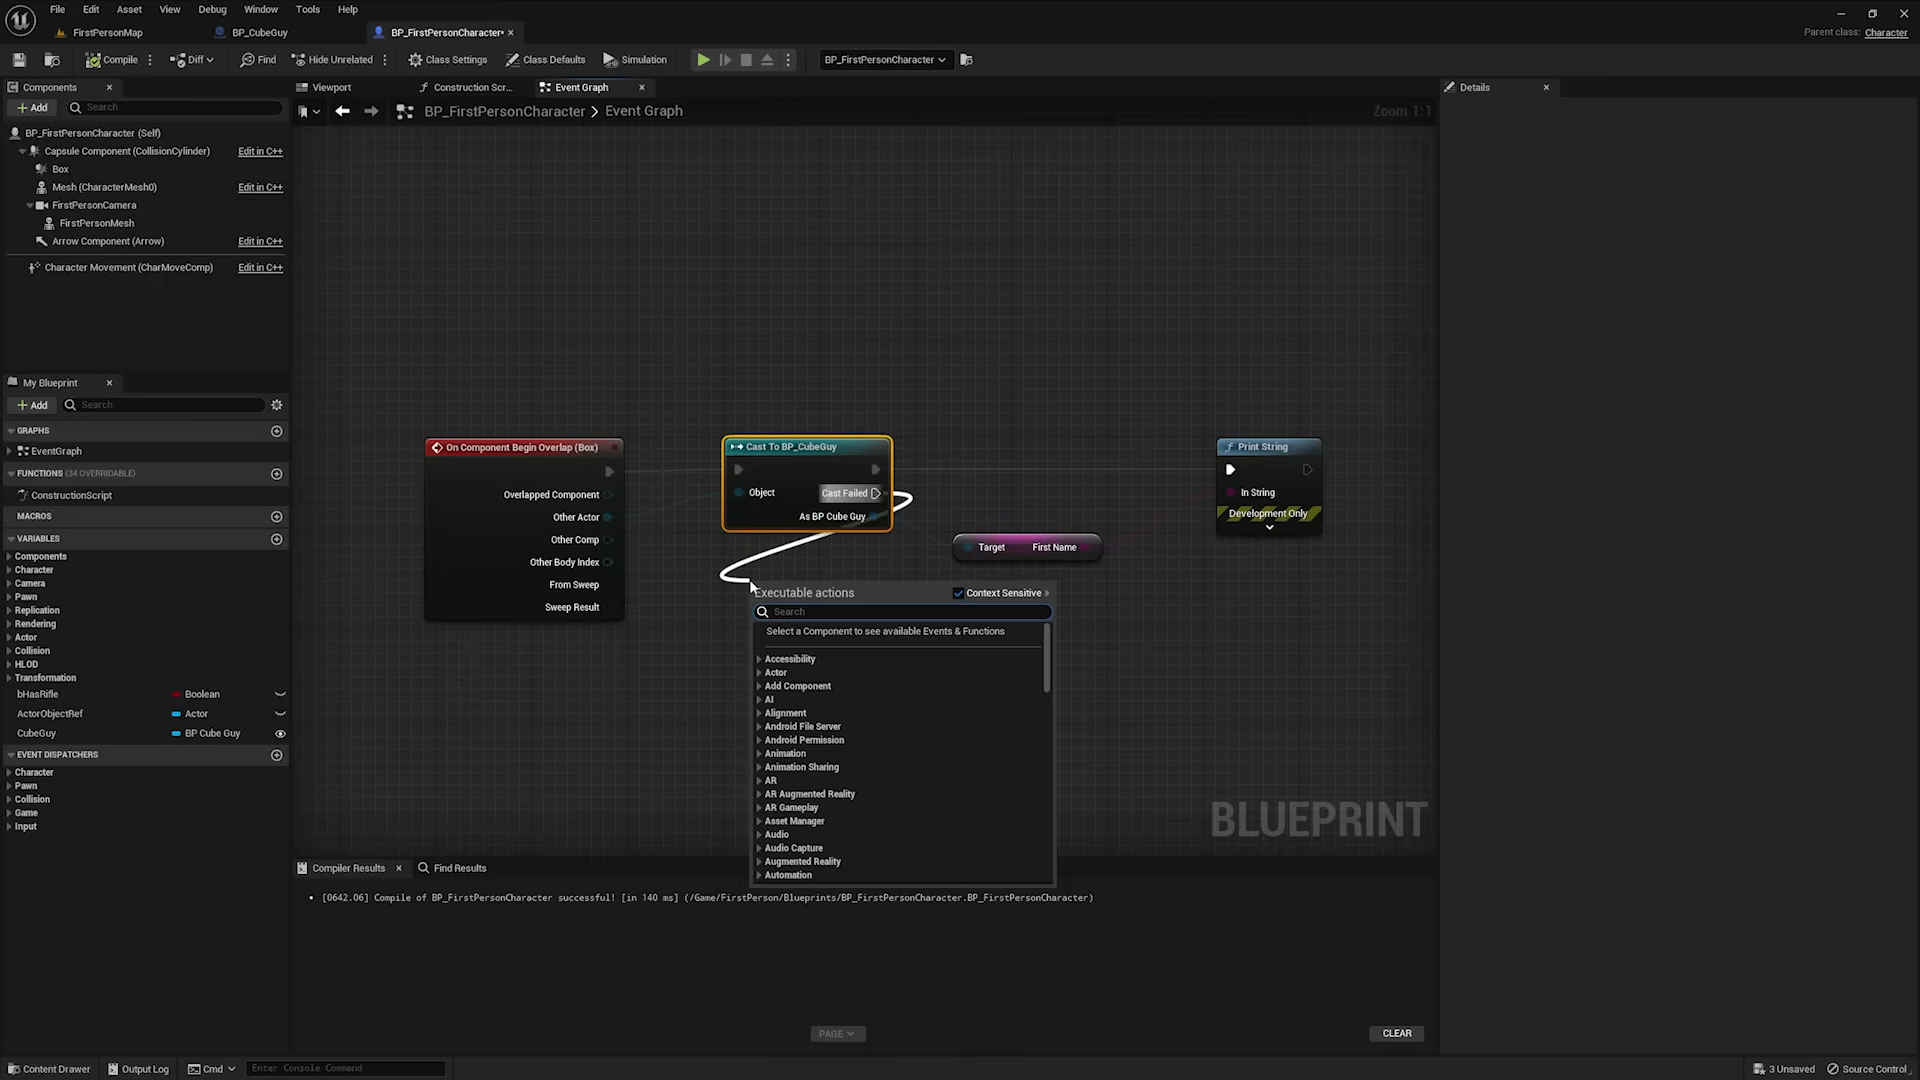 File Edit Asset View Debug Window Tools Help
FirstPersonMap BP_CubeGuy BP_FirstPersonCharacter• Parent class: Character
Compile Diff Find Hide Unrelated Class Settings Class Defaults Simulation BP_FirstPersonCharacter
Components
Add Search
BP_FirstPersonCharacter (Self)
Capsule Component (CollisionCylinder) Edit in C++
Box
Mesh (CharacterMesh0) Edit in C++
FirstPersonCamera
FirstPersonMesh
Arrow Component (Arrow) Edit in C++
Character Movement (CharMoveComp) Edit in C++
My Blueprint
Add Search
GRAPHS
EventGraph
FUNCTIONS (34 OVERRIDABLE)
ConstructionScript
MACROS
VARIABLES
Components
Character
Camera
Pawn
Replication
Rendering
Actor
Collision
HLOD
Transformation
bHasRifle Boolean
ActorObjectRef Actor
CubeGuy BP Cube Guy
EVENT DISPATCHERS
Character
Pawn
Collision
Game
Input
Viewport Construction Scr... Event Graph
BP_FirstPersonCharacter > Event Graph Zoom 1:1
On Component Begin Overlap (Box)
Overlapped Component
Other Actor
Other Comp
Other Body Index
From Sweep
Sweep Result
Cast To BP_CubeGuy
Object Cast Failed
As BP Cube Guy
Target First Name
Print String
In String
Development Only
Executable actions Context Sensitive
Search
Select a Component to see available Events & Functions
Accessibility
Actor
Add Component
AI
Alignment
Android File Server
Android Permission
Animation
Animation Sharing
AR
AR Augmented Reality
AR Gameplay
Asset Manager
Audio
Audio Capture
Augmented Reality
Automation
BLUEPRINT
Compiler Results Find Results
• [0642.06] Compile of BP_FirstPersonCharacter successful! [in 140 ms] (/Game/FirstPerson/Blueprints/BP_FirstPersonCharacter.BP_FirstPersonCharacter)
PAGE CLEAR
Details
Content Drawer Output Log Cmd Enter Console Command 3 Unsaved Source Control